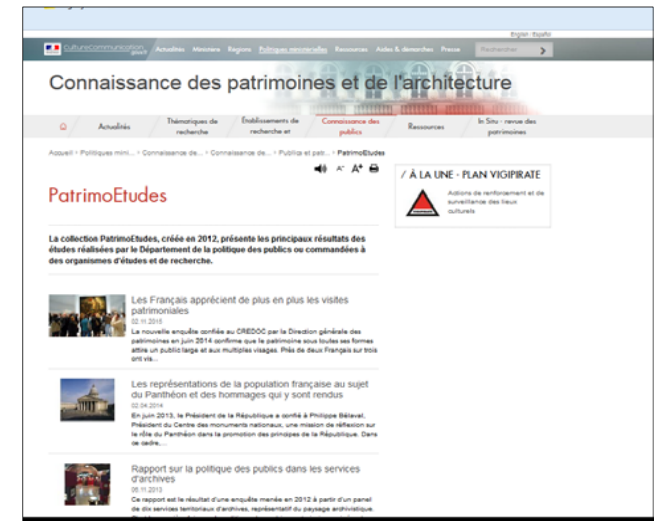 English | Español
CultureCommunication.gouv.fr Actualités Ministère Régions Politiques ministérielles Ressources Aides & démarches Presse Rechercher
Connaissance des patrimoines et de l'architecture
Actualités
Thématiques de recherche
Établissements de recherche et
Connaissance des publics
Ressources
In Situ - revue des patrimoines
Accueil > Politiques mini... > Connaissance de... > Connaissance de... > Publics et pati... > PatrimoEtudes
A- A+
PatrimoEtudes
La collection PatrimoEtudes, créée en 2012, présente les principaux résultats des
études réalisées par le Département de la politique des publics ou commandées à
des organismes d'études et de recherche.
Les Français apprécient de plus en plus les visites
patrimoniales
02.11.2015
La nouvelle enquête confiée au CREDOC par la Direction générale des
patrimoines en juin 2014 confirme que le patrimoine sous toutes ses formes
attire un public large et aux multiples visages. Près de deux Français sur trois
ont vis...
Les représentations de la population française au sujet
du Panthéon et des hommages qui y sont rendus
02.04.2014
En juin 2013, le Président de la République a confié à Philippe Bélaval,
Président du Centre des monuments nationaux, une mission de réflexion sur
le rôle du Panthéon dans la promotion des principes de la République. Dans
ce cadre,...
Rapport sur la politique des publics dans les services
d'archives
05.11.2013
Ce rapport est le résultat d'une enquête menée en 2012 à partir d'un panel
de dix services territoriaux d'archives, représentatif du paysage archivistique.
/ À LA UNE - PLAN VIGIPIRATE
Actions de renforcement et de
surveillance des lieux
culturels